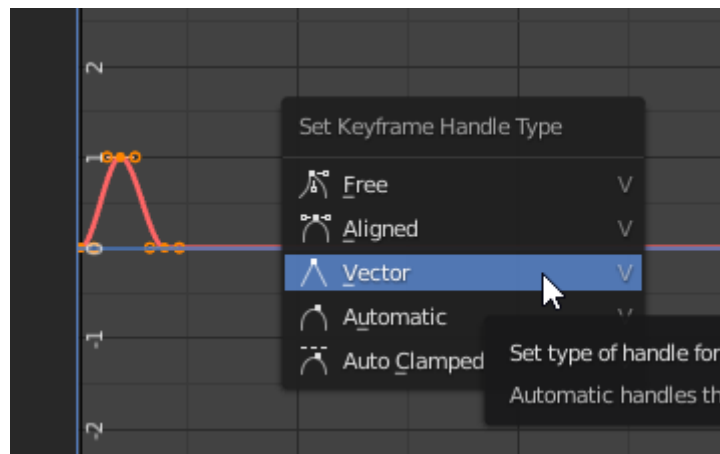 2
1
0
-1
-2
Set Keyframe Handle Type
Free V
Aligned V
Vector V
Automatic V
Auto Clamped
Set type of handle for
Automatic handles th